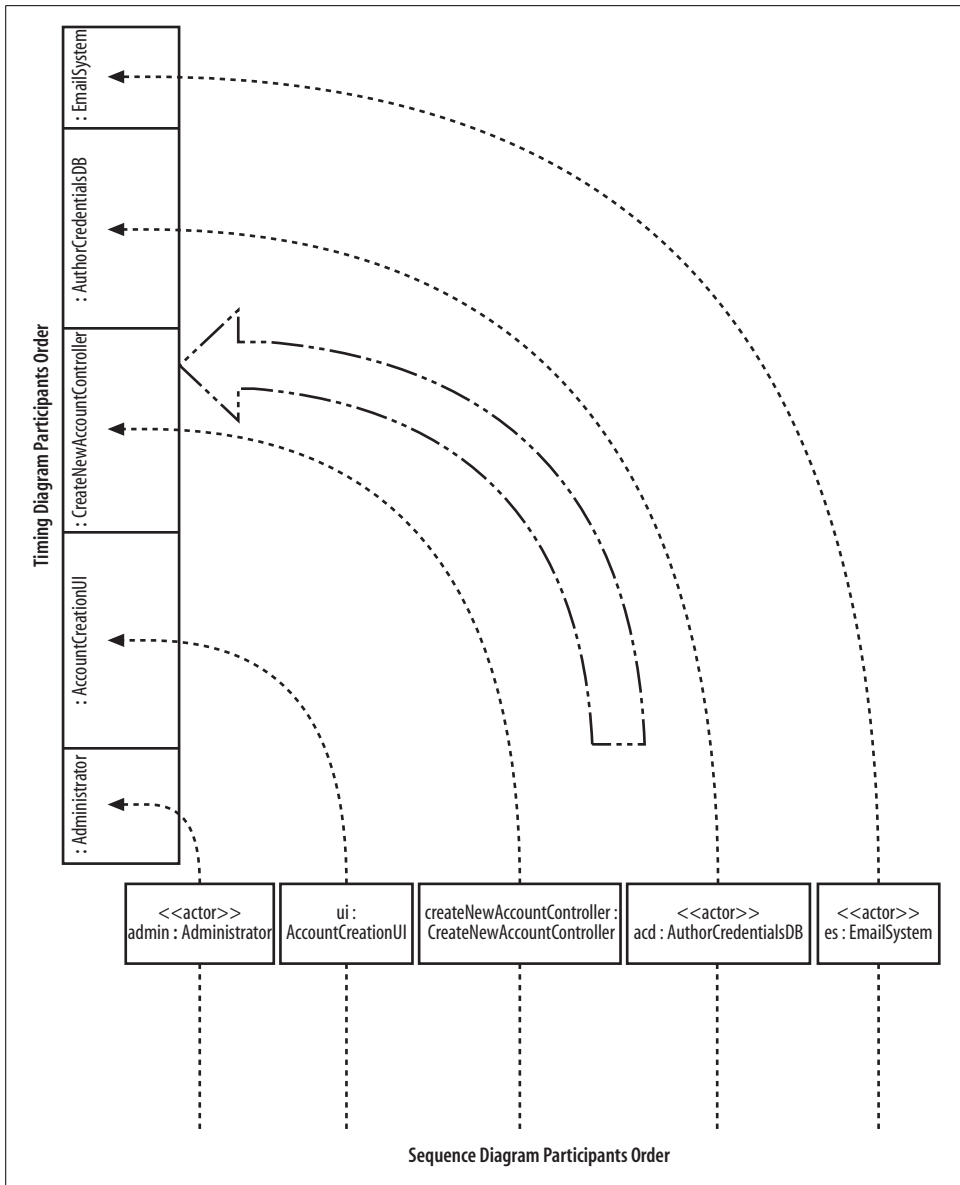 Timing Diagram Participants Order
: EmailSystem
: AuthorCredentialsDB
: CreateNewAccountController
: AccountCreationUI
: Administrator
<<actor>>
admin : Administrator
ui :
AccountCreationUI
createNewAccountController :
CreateNewAccountController
<<actor>>
acd : AuthorCredentialsDB
<<actor>>
es : EmailSystem
Sequence Diagram Participants Order